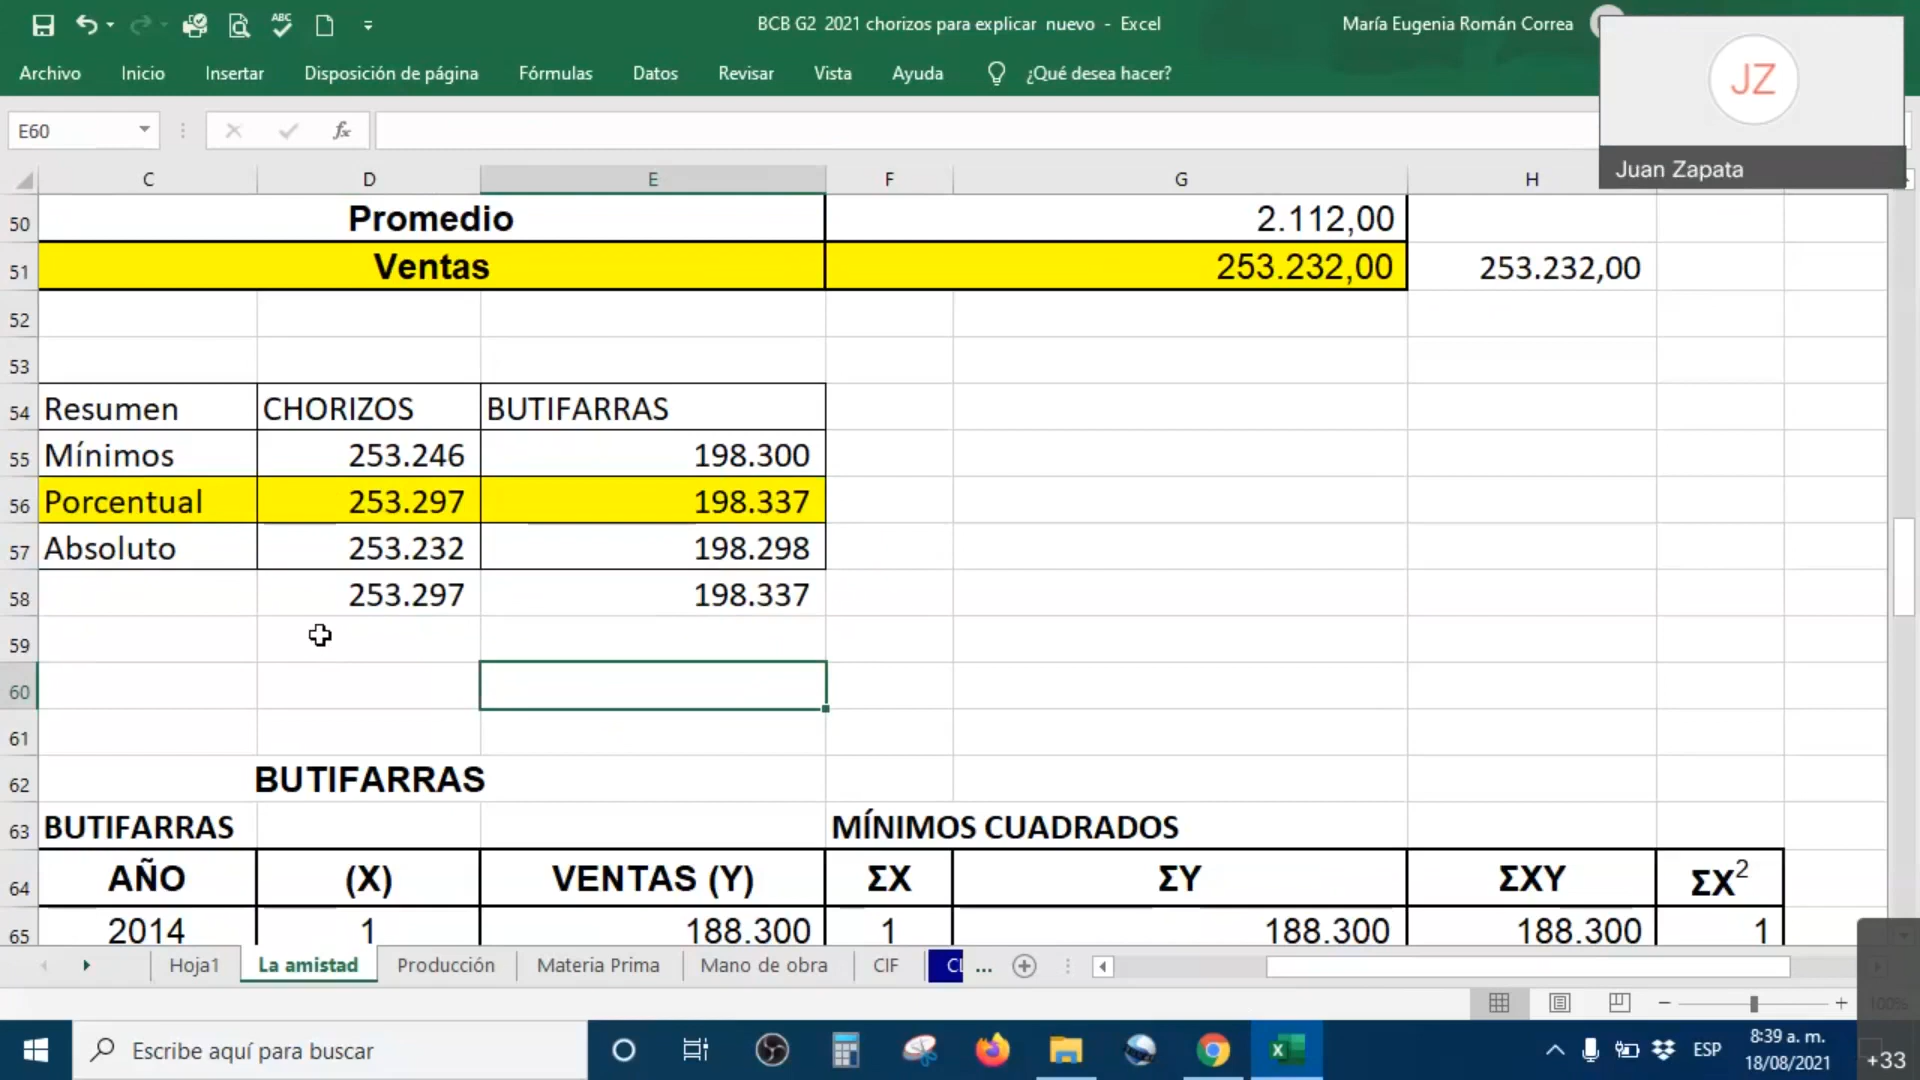 BCB G2 2021 chorizos para explicar nuevo - Excel
María Eugenia Román Correa
Archivo Inicio Insertar Disposición de página Fórmulas Datos Revisar Vista Ayuda ¿Qué desea hacer?
JZ
Juan Zapata
E60 fx
C D E F G H
50 Promedio 2.112,00
51 Ventas 253.232,00 253.232,00
52
53
54 Resumen CHORIZOS BUTIFARRAS
55 Mínimos 253.246 198.300
56 Porcentual 253.297 198.337
57 Absoluto 253.232 198.298
58 253.297 198.337
59
60
61
62 BUTIFARRAS
63 BUTIFARRAS MÍNIMOS CUADRADOS
64 AÑO (X) VENTAS (Y) ΣX ΣY ΣXY ΣX²
65 2014 1 188.300 1 188.300 188.300 1
Hoja1 La amistad Producción Materia Prima Mano de obra CIF ...
100%
Escribe aquí para buscar
ESP
8:39 a. m.
18/08/2021
+33